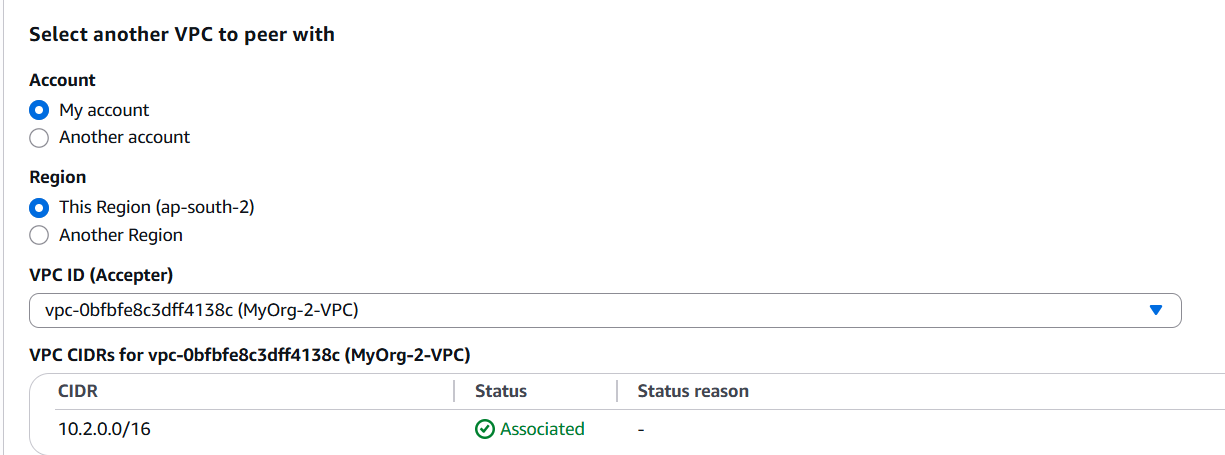 Select another VPC to peer with
Account
My account
Another account
Region
This Region (ap-south-2)
Another Region
VPC ID (Accepter)
vpc-0bfbfe8c3dff4138c (MyOrg-2-VPC)
VPC CIDRs for vpc-0bfbfe8c3dff4138c (MyOrg-2-VPC)
CIDR Status Status reason
10.2.0.0/16 Associated -